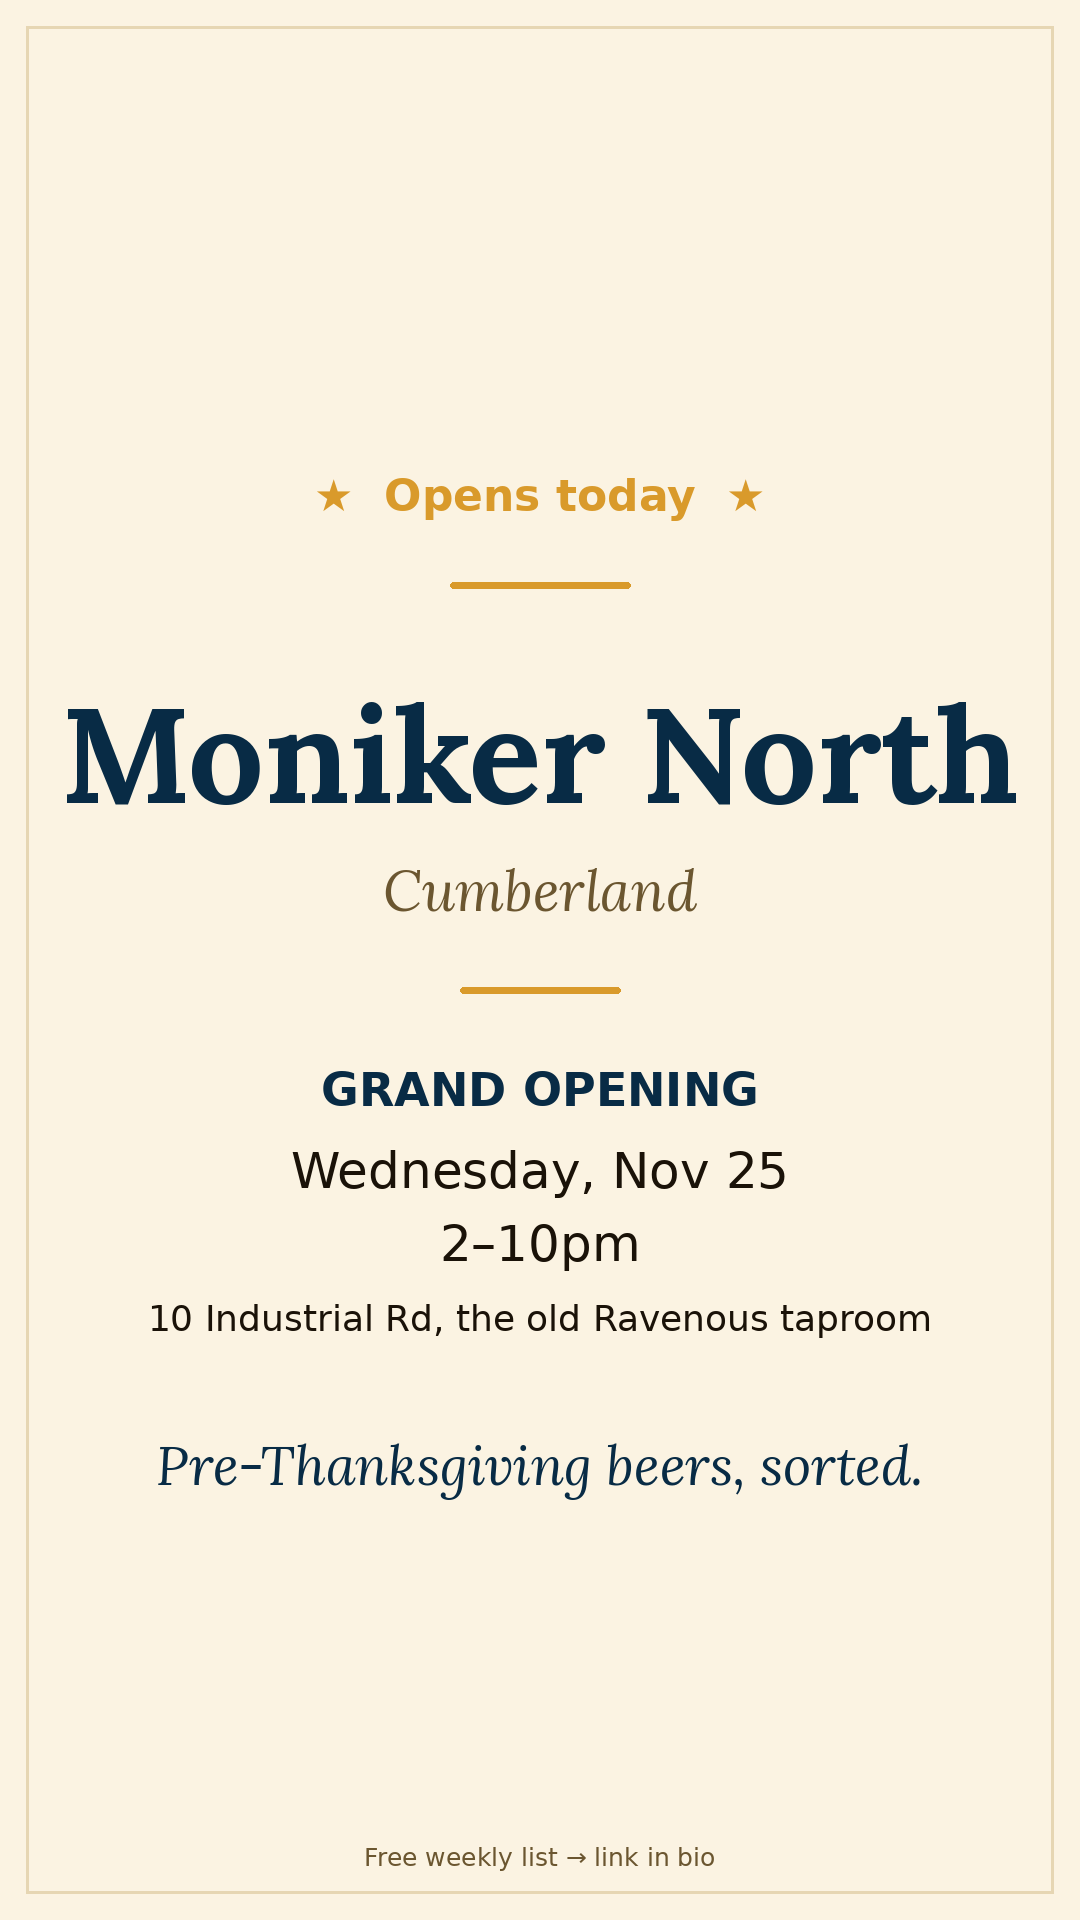 ★ Opens today ★
Moniker North
Cumberland
GRAND OPENING
Wednesday, Nov 25
2–10pm
10 Industrial Rd, the old Ravenous taproom
Pre-Thanksgiving beers, sorted.
Free weekly list → link in bio